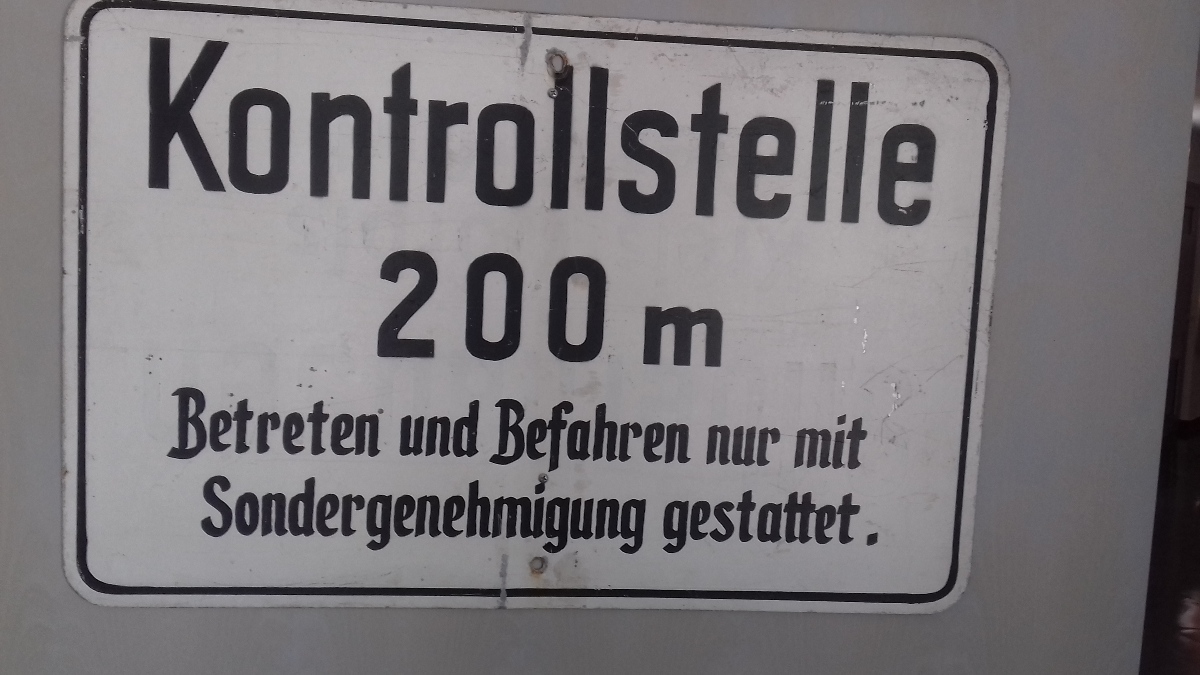 Kontrollstelle
200 m
Betreten und Befahren nur mit
Sondergenehmigung gestattet.